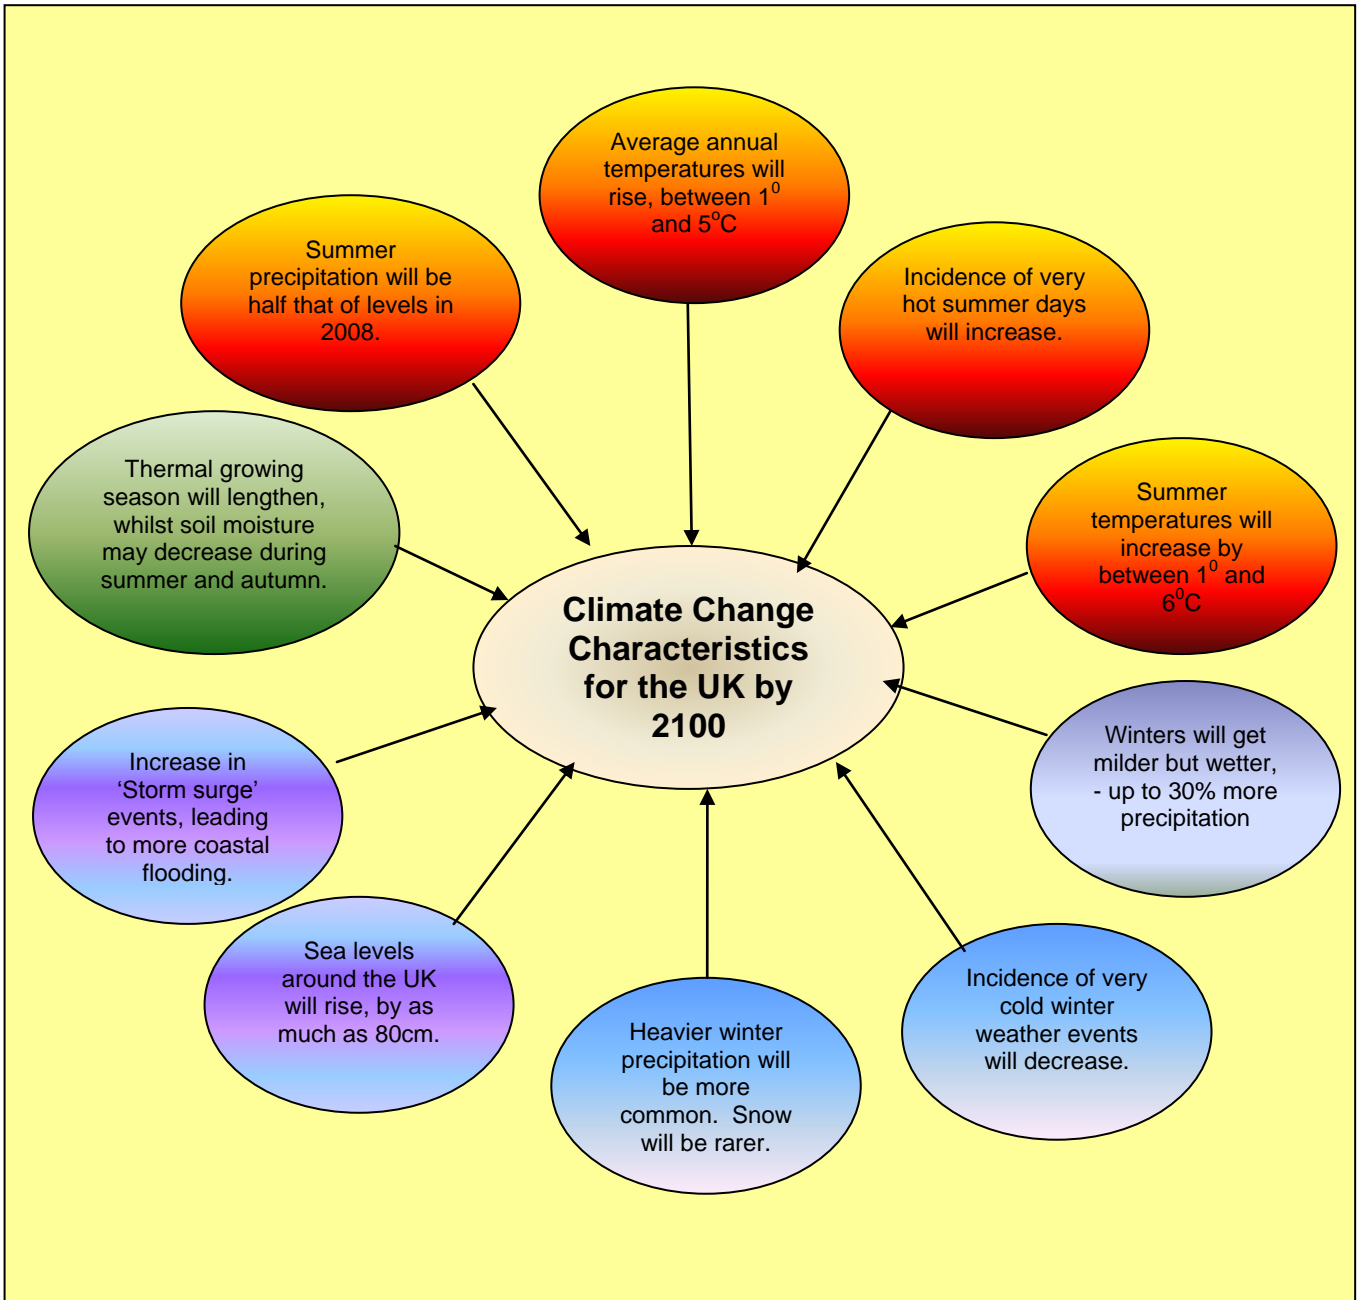 Average annual
temperatures will
rise, between 1⁰
and 5°C
Summer
precipitation will be
half that of levels in
2008.
Incidence of very
hot summer days
will increase.
Thermal growing
season will lengthen,
whilst soil moisture
may decrease during
summer and autumn.
Summer
temperatures will
increase by
between 1⁰ and
6⁰C
Climate Change
Characteristics
for the UK by
2100
Increase in
‘Storm surge’
events, leading
to more coastal
flooding.
Winters will get
milder but wetter,
- up to 30% more
precipitation
Sea levels
around the UK
will rise, by as
much as 80cm.
Heavier winter
precipitation will
be more
common.  Snow
will be rarer.
Incidence of very
cold winter
weather events
will decrease.